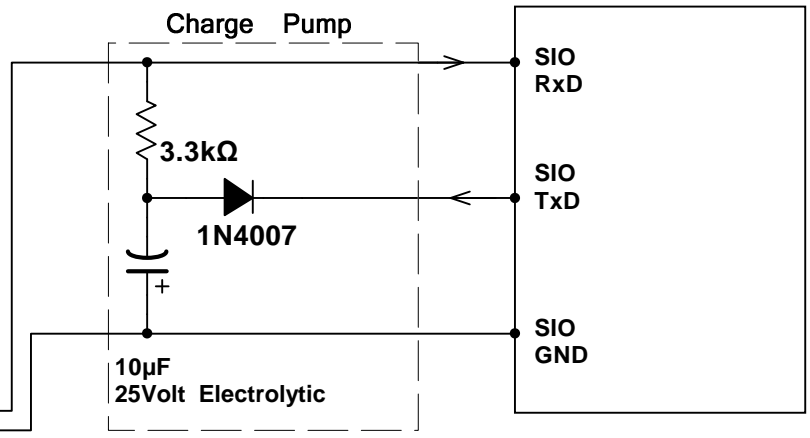 Charge Pump
SIO
RxD
3.3kΩ
SIO
TxD
1N4007
+
SIO
GND
10µF
25Volt Electrolytic